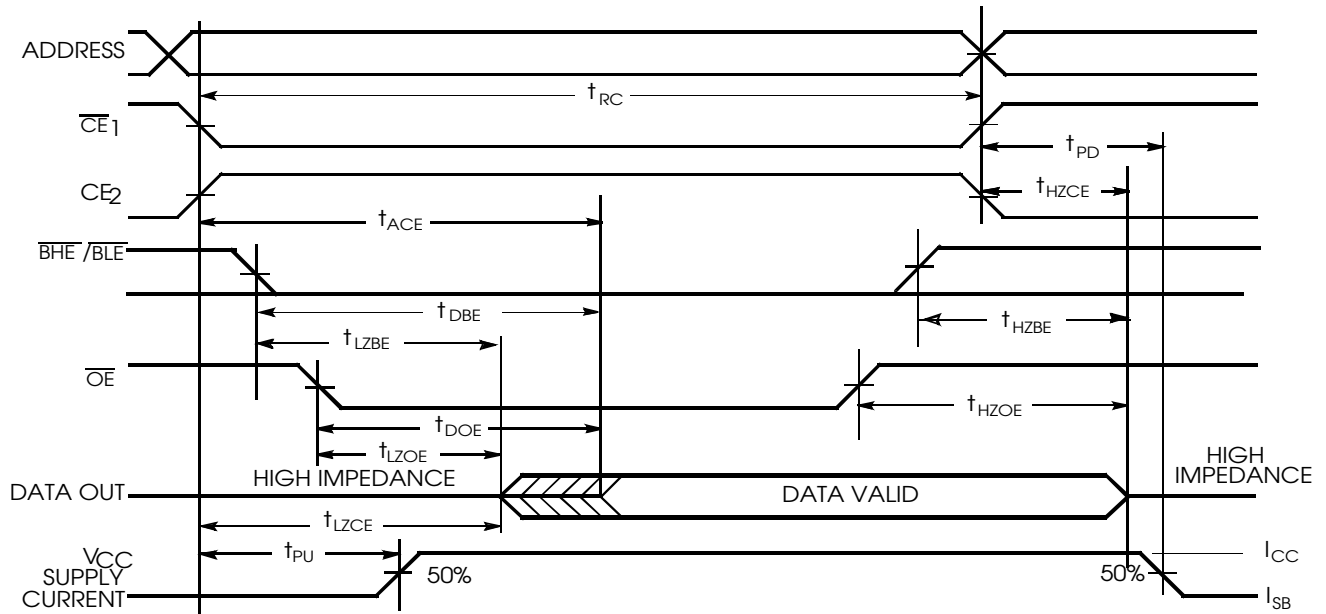 ADDRESS
tRC
CE1
tPD
CE2
tHZCE
tACE
BHE/BLE
tDBE
tHZBE
tLZBE
OE
tHZOE
tDOE
tLZOE
HIGH IMPEDANCE
HIGH
IMPEDANCE
DATA OUT
DATA VALID
tLZCE
tPU
VCC
SUPPLY
CURRENT
50%
50%
ICC
ISB